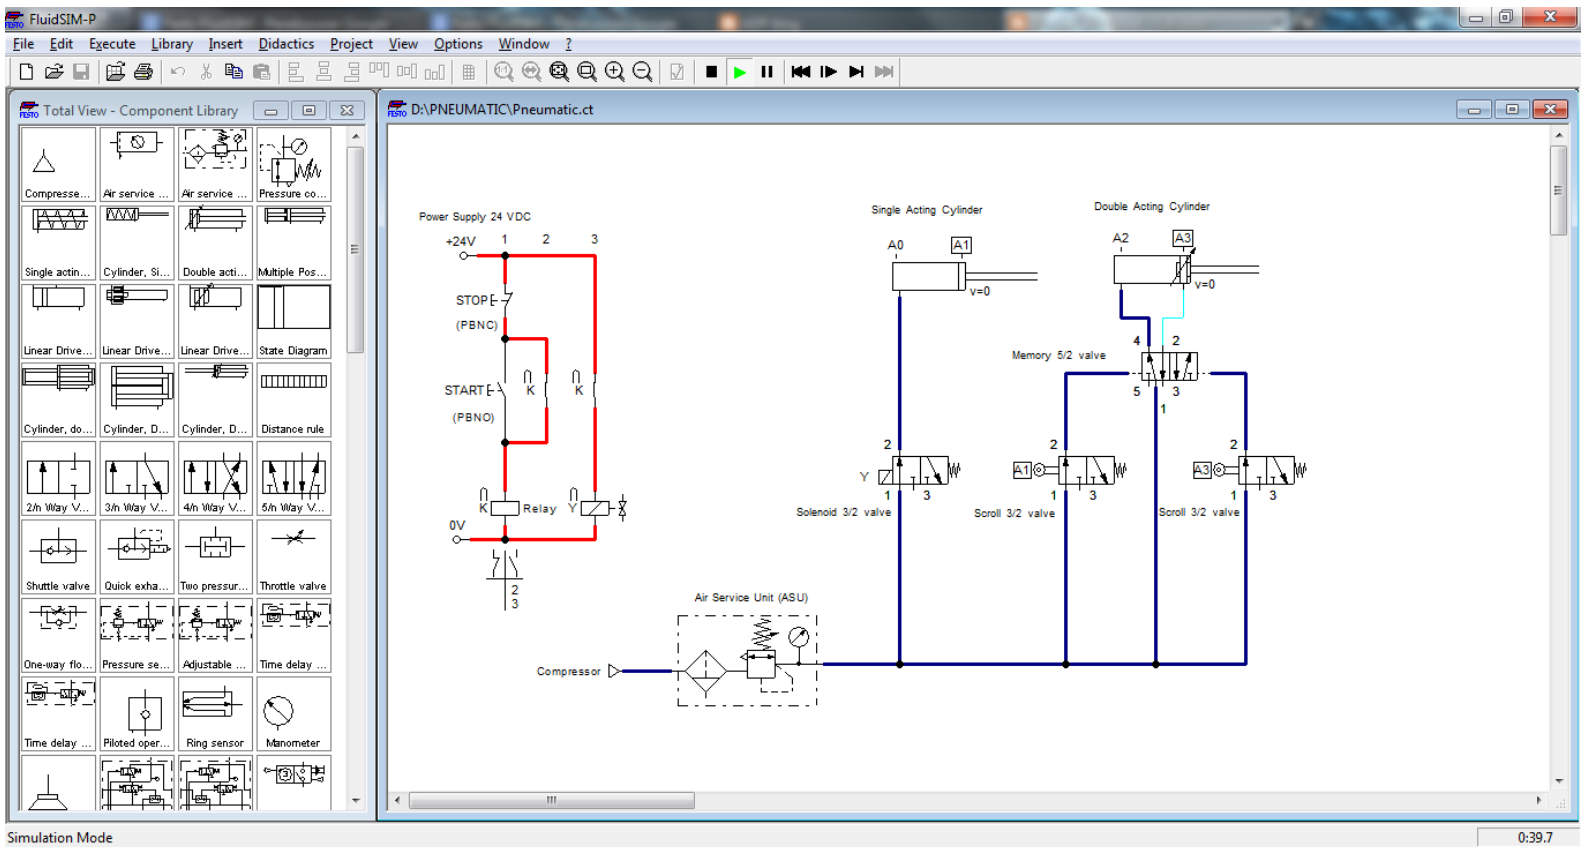 FluidSIM-P
File Edit Execute Library Insert Didactics Project View Options Window ?
FESTO Total View - Component Library
Compresse... Air service ... Air service ... Pressure co...
Single actin... Cylinder, Si... Double acti... Multiple Pos...
Linear Drive... Linear Drive... Linear Drive... State Diagram
Cylinder, do... Cylinder, D... Cylinder, D... Distance rule
2/n Way V... 3/n Way V... 4/n Way V... 5/n Way V...
Shuttle valve Quick exha... Two pressur... Throttle valve
One-way flo... Pressure se... Adjustable ... Time delay ...
Time delay ... Piloted oper... Ring sensor Manometer
FESTO D:\PNEUMATIC\Pneumatic.ct
Power Supply 24 VDC
+24V 1 2 3
STOP
(PBNC)
START K K
(PBNO)
K Relay Y
0V
2
3
Single Acting Cylinder
A0 A1
v=0
Double Acting Cylinder
A2 A3
v=0
4 2
Memory 5/2 valve
5 3
1
2
Y
1 3
Solenoid 3/2 valve
2
A1
1 3
Scroll 3/2 valve
2
A3
1 3
Scroll 3/2 valve
Air Service Unit (ASU)
Compressor
Simulation Mode 0:39.7